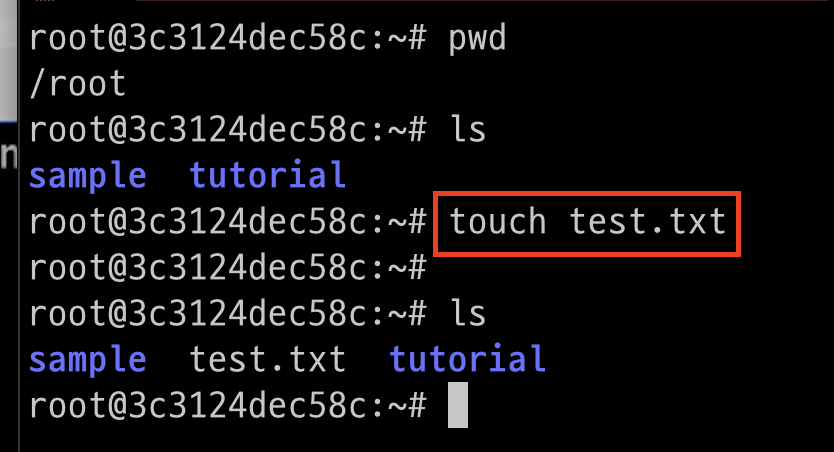 root@3c3124dec58c:~# pwd
/root
root@3c3124dec58c:~# ls
sample  tutorial
root@3c3124dec58c:~# touch test.txt
root@3c3124dec58c:~#
root@3c3124dec58c:~# ls
sample  test.txt  tutorial
root@3c3124dec58c:~#